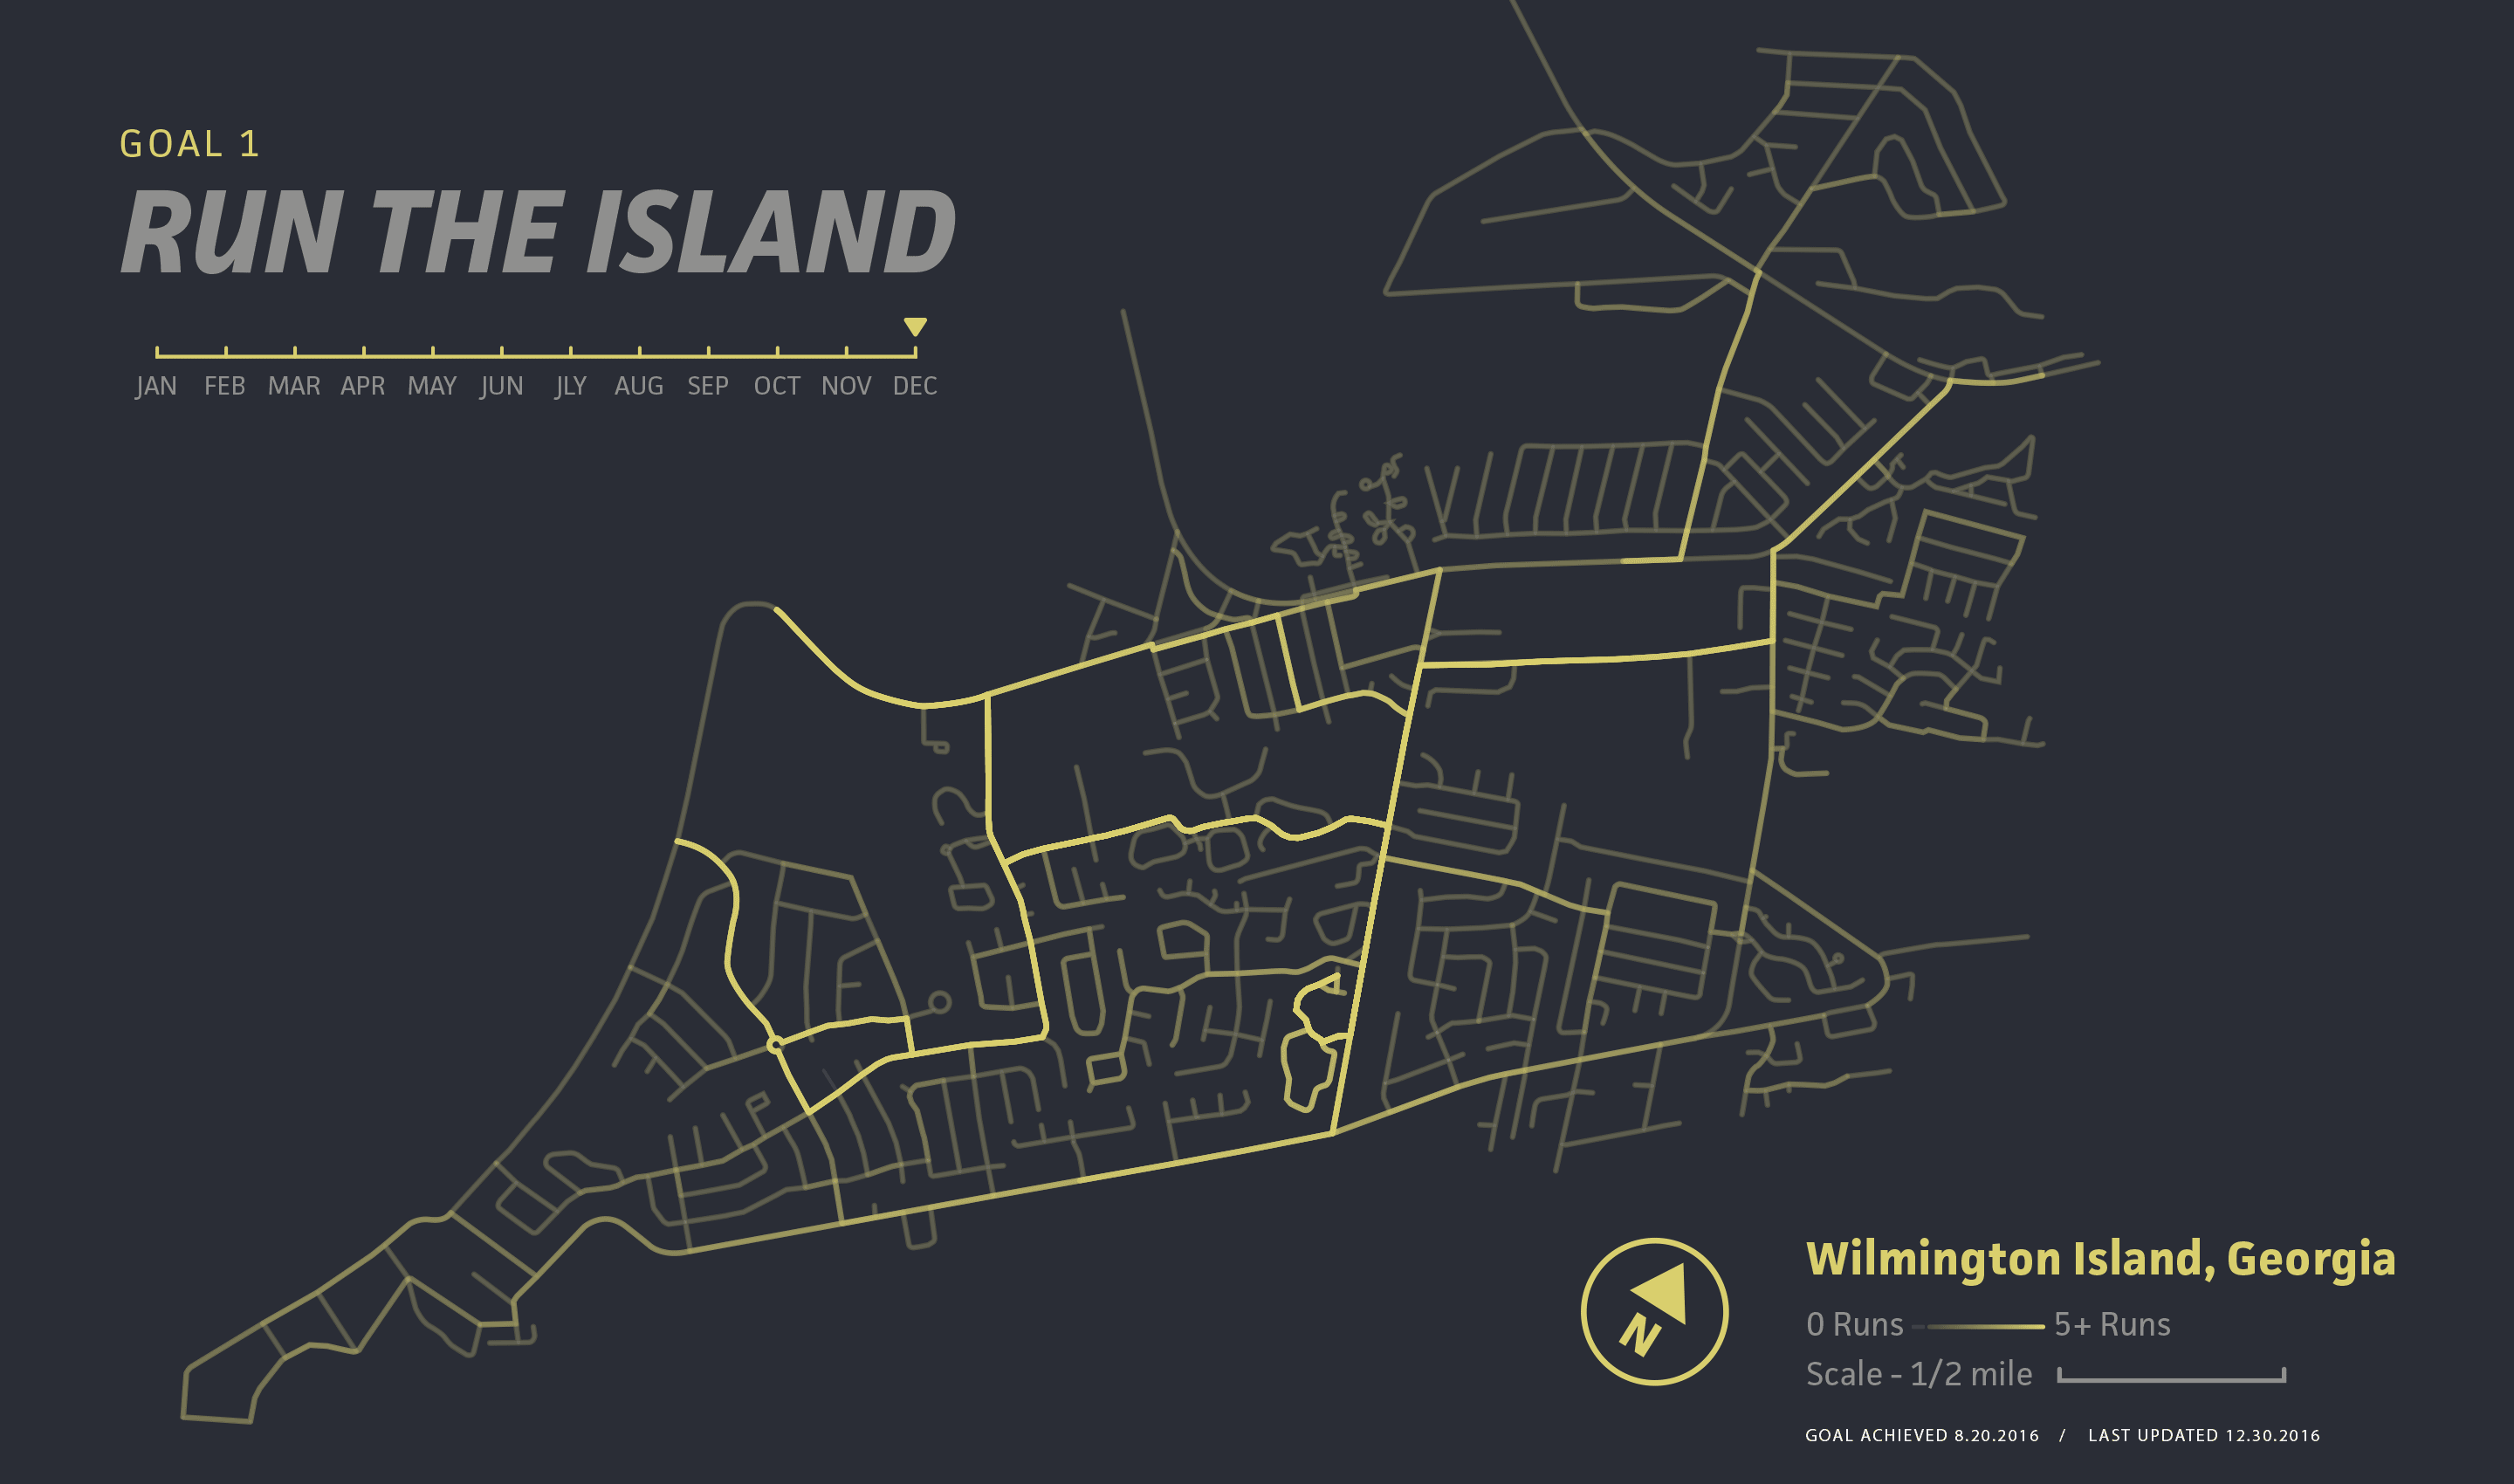 GOAL 1
RUN THE ISLAND
JAN FEB MAR APR MAY JUN JLY AUG SEP OCT NOV DEC
N
Wilmington Island, Georgia
0 Runs 5+ Runs
Scale - 1/2 mile
GOAL ACHIEVED 8.20.2016 / LAST UPDATED 12.30.2016